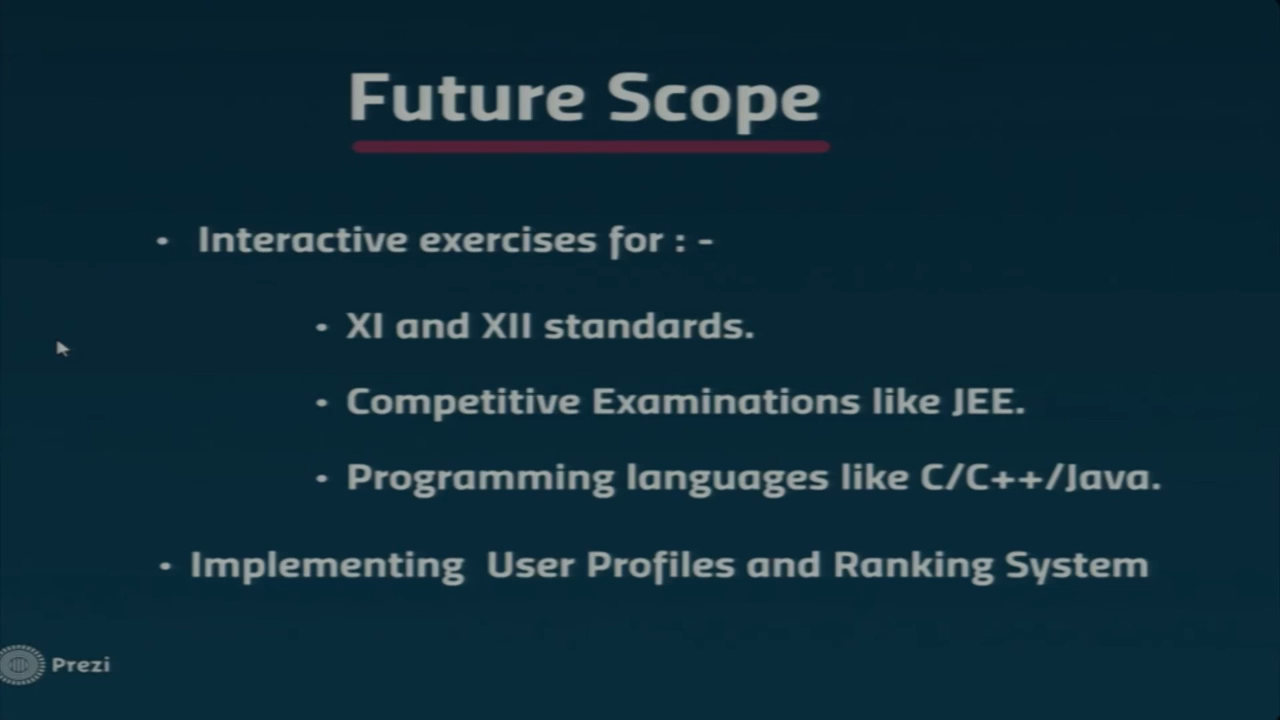 Future Scope
• Interactive exercises for : -
• XI and XII standards.
• Competitive Examinations like JEE.
• Programming languages like C/C++/Java.
• Implementing User Profiles and Ranking System
Prezi